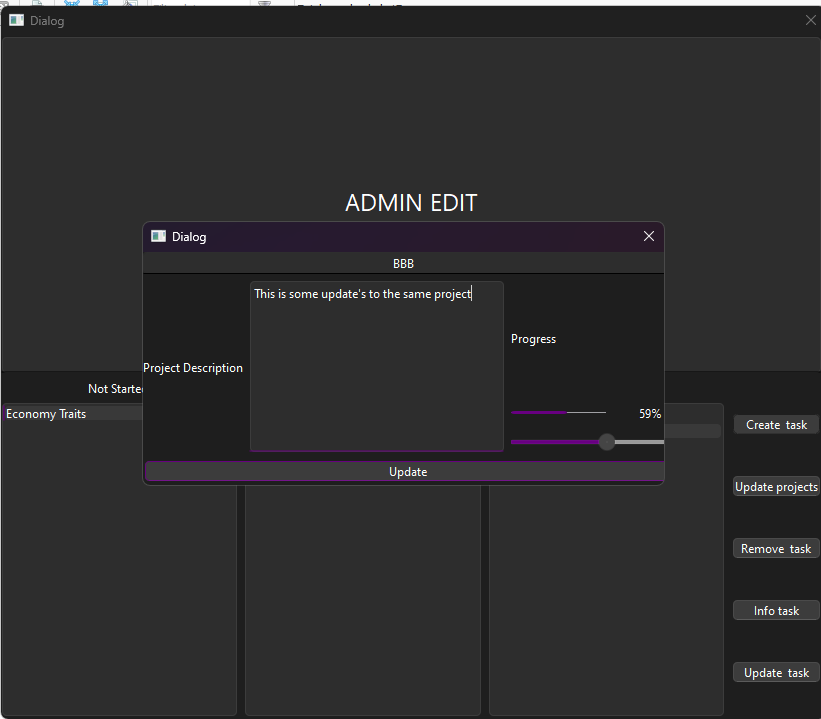 Dialog
ADMIN EDIT
Dialog
BBB
This is some update's to the same project
Progress
Project Description
59%
Update
Not Starte
Economy Traits
Create task
Update projects
Remove task
Info task
Update task